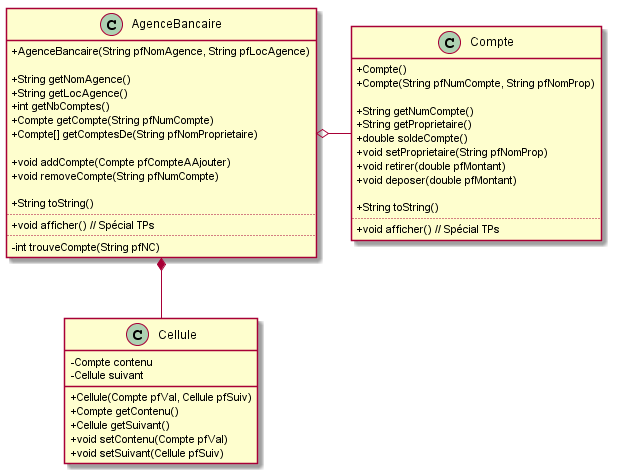 C AgenceBancaire
+AgenceBancaire(String pfNomAgence, String pfLocAgence)
+String getNomAgence()
+String getLocAgence()
+int getNbComptes()
+Compte getCompte(String pfNumCompte)
+Compte[] getComptesDe(String pfNomProprietaire)
+void addCompte(Compte pfCompteAAjouter)
+void removeCompte(String pfNumCompte)
+String toString()
+void afficher() // Spécial TPs
-int trouveCompte(String pfNC)
C Compte
+Compte()
+Compte(String pfNumCompte, String pfNomProp)
+String getNumCompte()
+String getProprietaire()
+double soldeCompte()
+void setProprietaire(String pfNomProp)
+void retirer(double pfMontant)
+void deposer(double pfMontant)
+String toString()
+void afficher() // Spécial TPs
C Cellule
-Compte contenu
-Cellule suivant
+Cellule(Compte pfVal, Cellule pfSuiv)
+Compte getContenu()
+Cellule getSuivant()
+void setContenu(Compte pfVal)
+void setSuivant(Cellule pfSuiv)